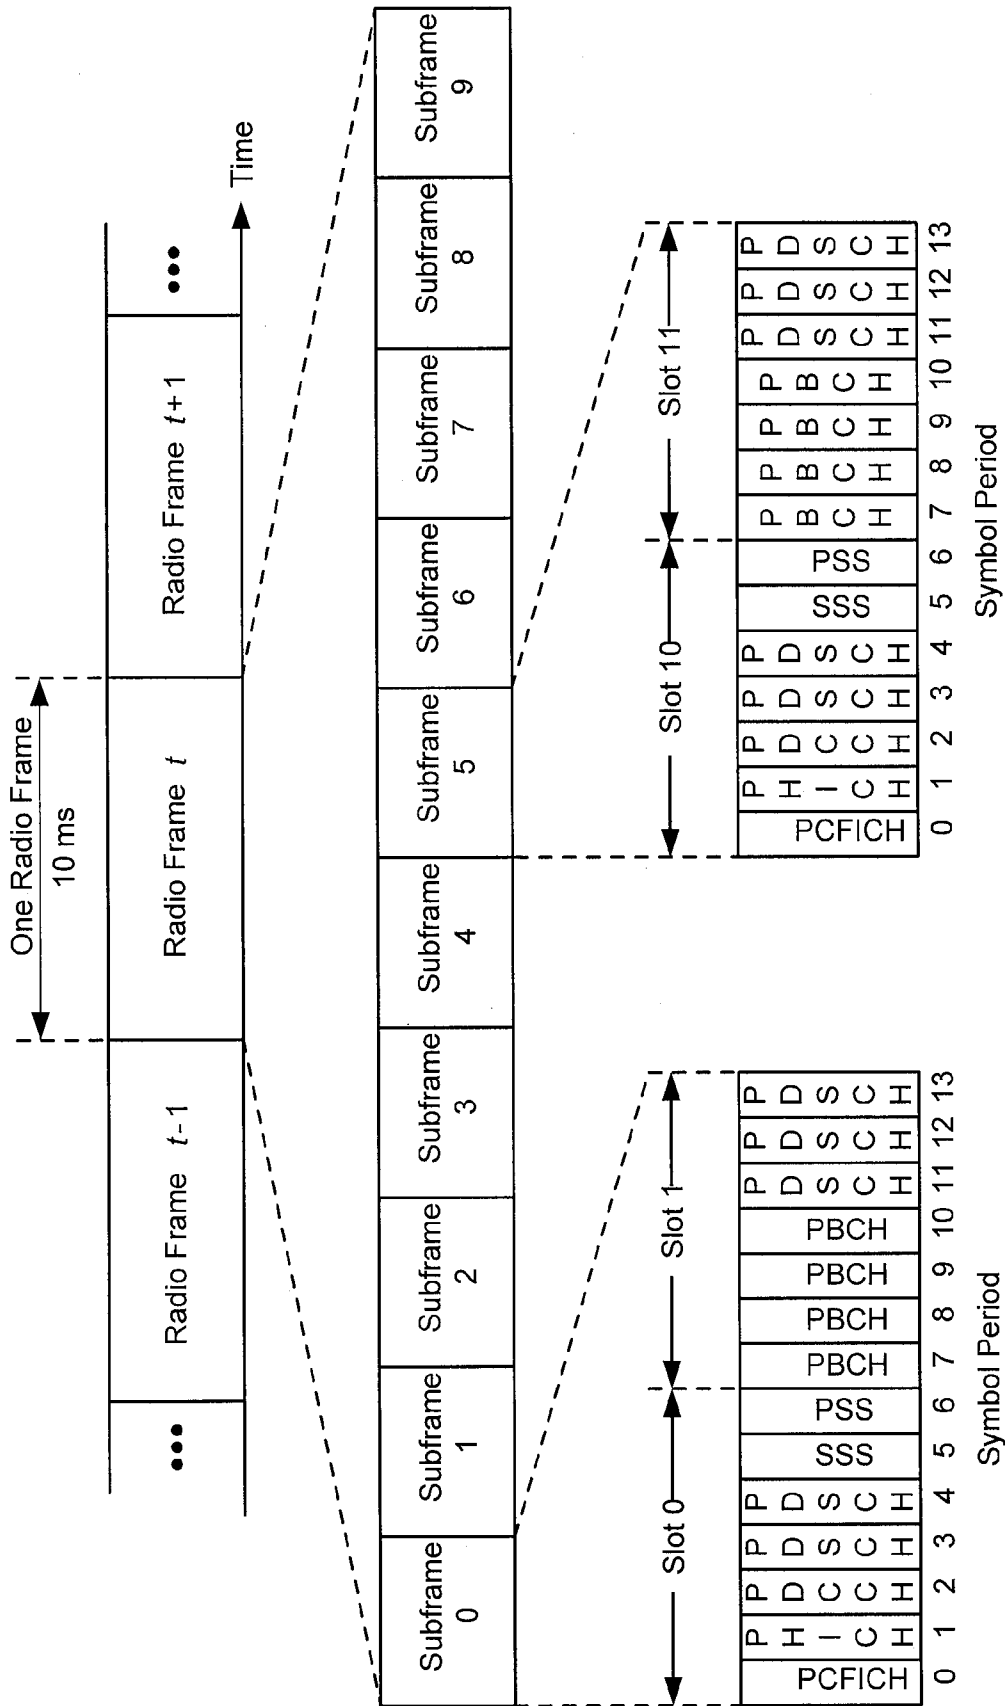 One Radio Frame
10 ms
•••
Radio Frame t-1
Radio Frame t
Radio Frame t+1
•••
Time
Subframe
0
Subframe
1
Subframe
2
Subframe
3
Subframe
4
Subframe
5
Subframe
6
Subframe
7
Subframe
8
Subframe
9
Slot 0
Slot 1
PCFICH
PHICH
PDCCH
PDSCH
PDSCH
SSS
PSS
PBCH
PBCH
PBCH
PBCH
PDSCH
PDSCH
PDSCH
0 1 2 3 4 5 6 7 8 9 10 11 12 13
Symbol Period
Slot 10
Slot 11
PCFICH
PHICH
PDCCH
PDSCH
PDSCH
SSS
PSS
PBCH
PBCH
PBCH
PBCH
PDSCH
PDSCH
PDSCH
0 1 2 3 4 5 6 7 8 9 10 11 12 13
Symbol Period